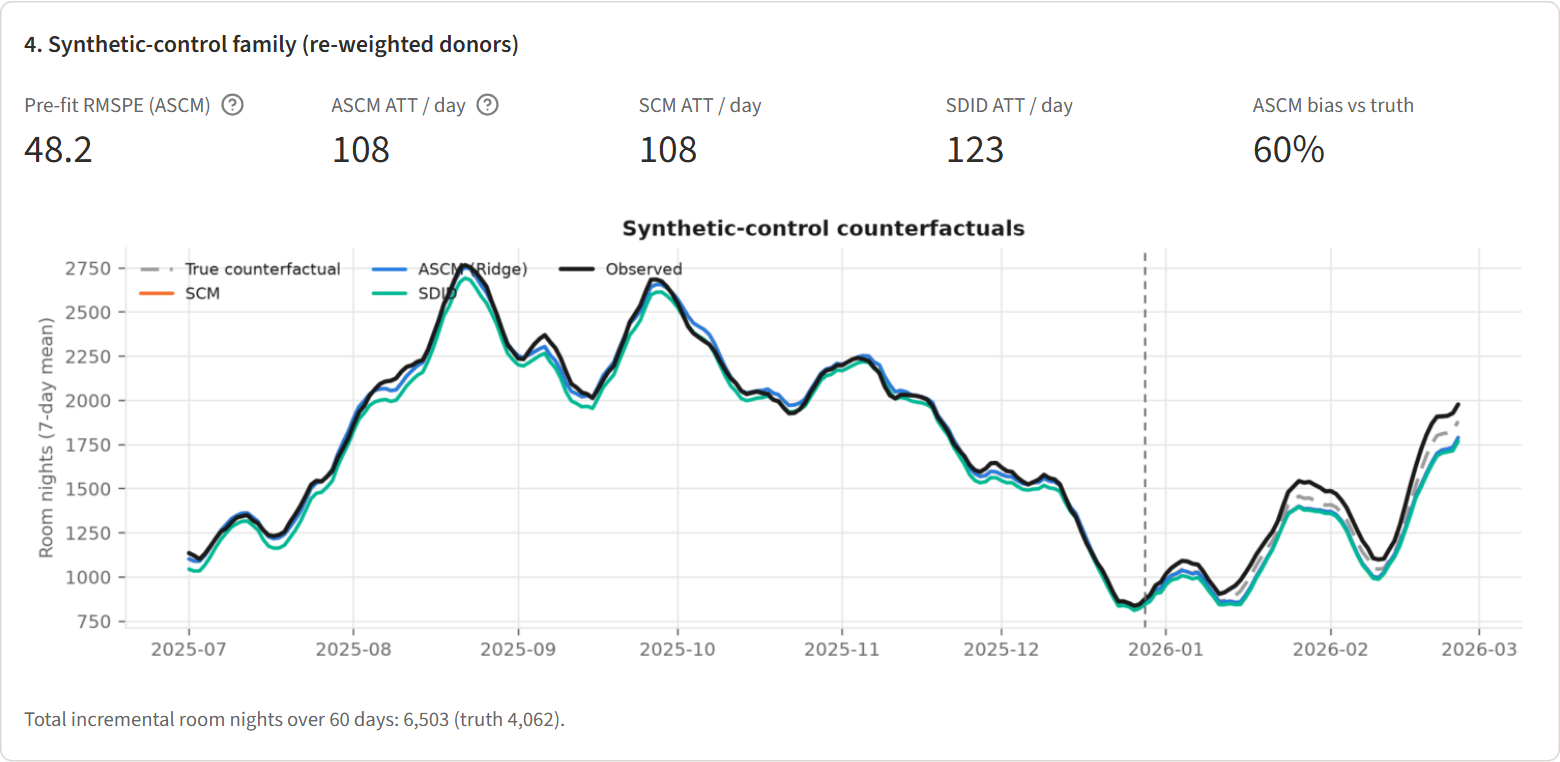 4. Synthetic-control family (re-weighted donors)
Pre-fit RMSPE (ASCM) ?
ASCM ATT / day ?
SCM ATT / day
SDID ATT / day
ASCM bias vs truth
48.2
108
108
123
60%
Synthetic-control counterfactuals
True counterfactual
ASCM (Ridge)
Observed
SCM
SDID
Room nights (7-day mean)
2750
2500
2250
2000
1750
1500
1250
1000
750
2025-07
2025-08
2025-09
2025-10
2025-11
2025-12
2026-01
2026-02
2026-03
Total incremental room nights over 60 days: 6,503 (truth 4,062).